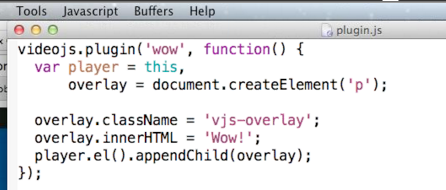 Tools Javascript Buffers Help
plugin.js
videojs.plugin('wow', function() {
  var player = this,
      overlay = document.createElement('p');

  overlay.className = 'vjs-overlay';
  overlay.innerHTML = 'Wow!';
  player.el().appendChild(overlay);
});